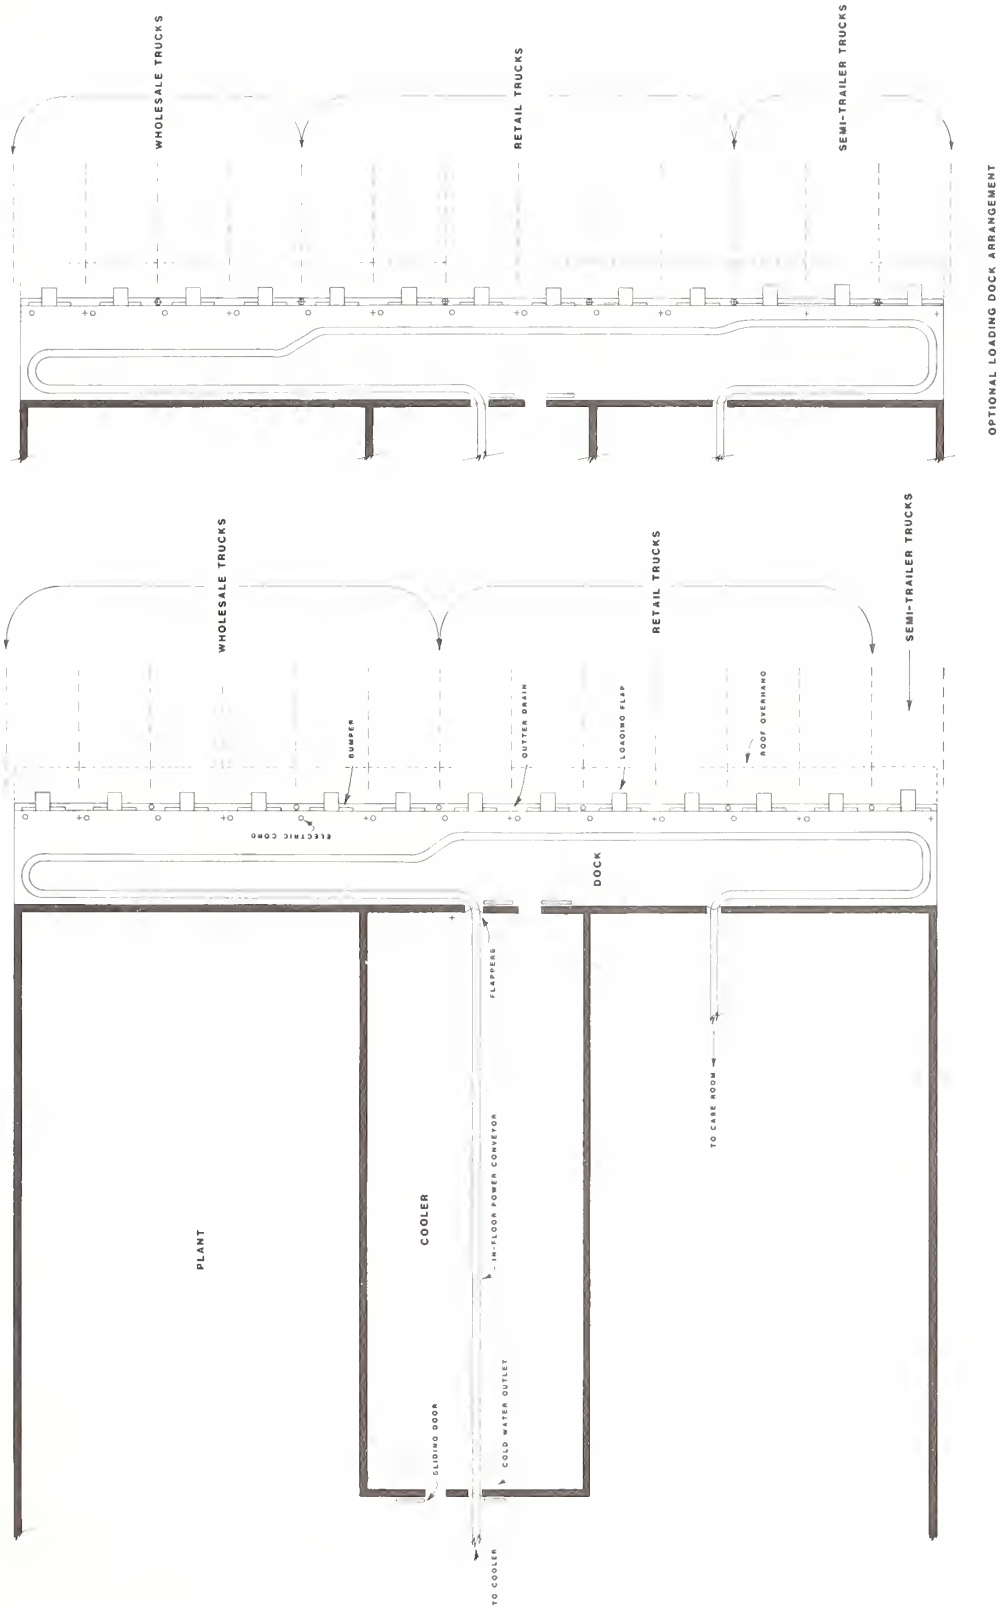 WHOLESALE TRUCKS
RETAIL TRUCKS
SEMI-TRAILER TRUCKS
OPTIONAL LOADING DOCK ARRANGEMENT
WHOLESALE TRUCKS
RETAIL TRUCKS
SEMI-TRAILER TRUCKS
BUMPER
GUTTER DRAIN
LOADING FLAP
ROOF OVERHANG
ELECTRIC CORD
DOCK
FLAPPERS
TO CASE ROOM
IN-FLOOR POWER CONVEYOR
COOLER
PLANT
SLIDING DOOR
COLD WATER OUTLET
TO COOLER